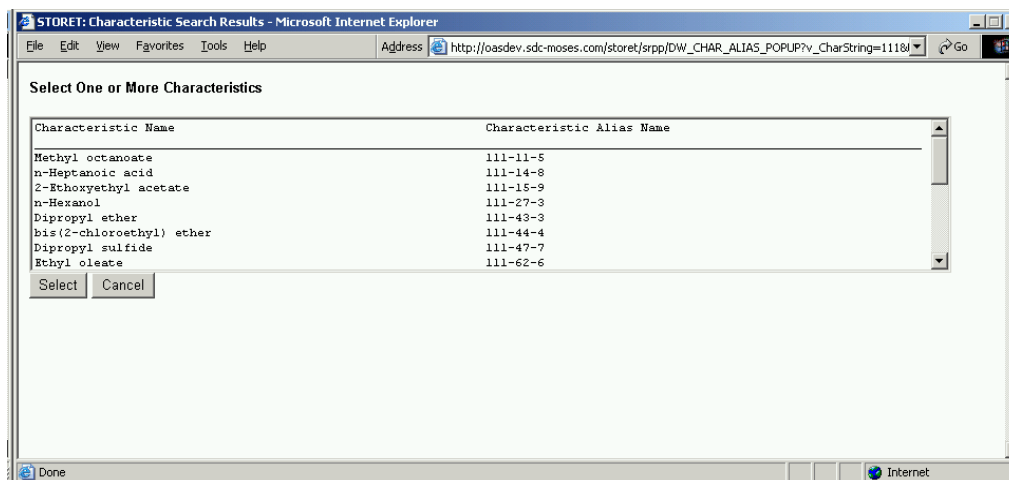 STORET: Characteristic Search Results - Microsoft Internet Explorer
File Edit View Favorites Tools Help Address http://oasdev.sdc-moses.com/storet/srpp/DW_CHAR_ALIAS_POPUP?v_CharString=111& Go
Select One or More Characteristics
Characteristic Name Characteristic Alias Name
Methyl octanoate 111-11-5
n-Heptanoic acid 111-14-8
2-Ethoxyethyl acetate 111-15-9
n-Hexanol 111-27-3
Dipropyl ether 111-43-3
bis(2-chloroethyl) ether 111-44-4
Dipropyl sulfide 111-47-7
Ethyl oleate 111-62-6
Select Cancel
Done Internet